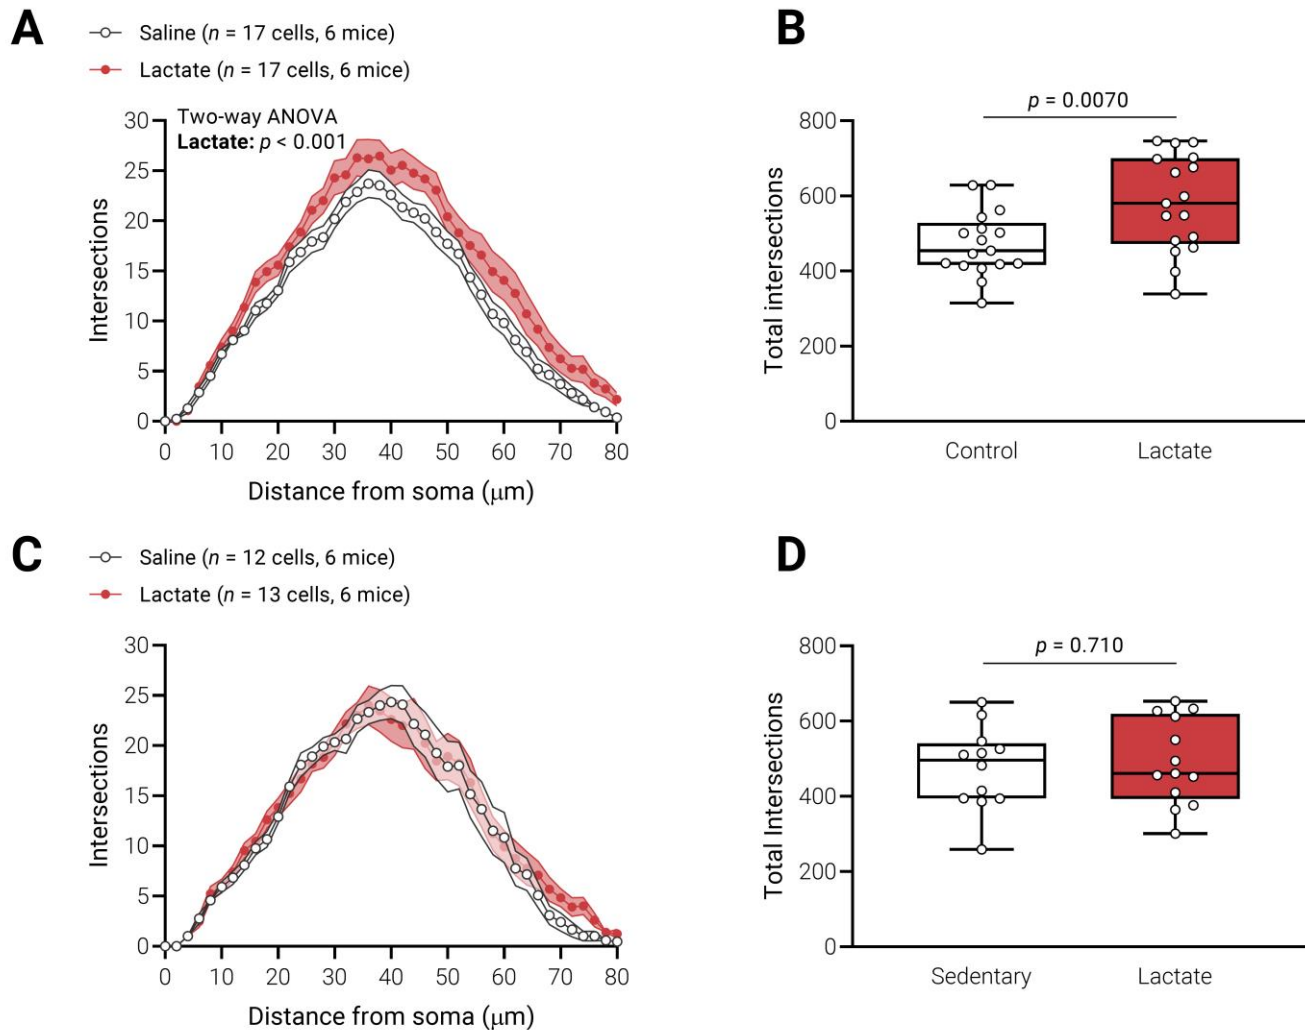 A
Saline (n = 17 cells, 6 mice)
Lactate (n = 17 cells, 6 mice)
Two-way ANOVA
Lactate: p < 0.001
Intersections
30
25
20
15
10
5
0
0 10 20 30 40 50 60 70 80
Distance from soma (μm)
B
p = 0.0070
Total intersections
800
600
400
200
0
Control Lactate
C
Saline (n = 12 cells, 6 mice)
Lactate (n = 13 cells, 6 mice)
Intersections
30
25
20
15
10
5
0
0 10 20 30 40 50 60 70 80
Distance from soma (μm)
D
p = 0.710
Total Intersections
800
600
400
200
0
Sedentary Lactate